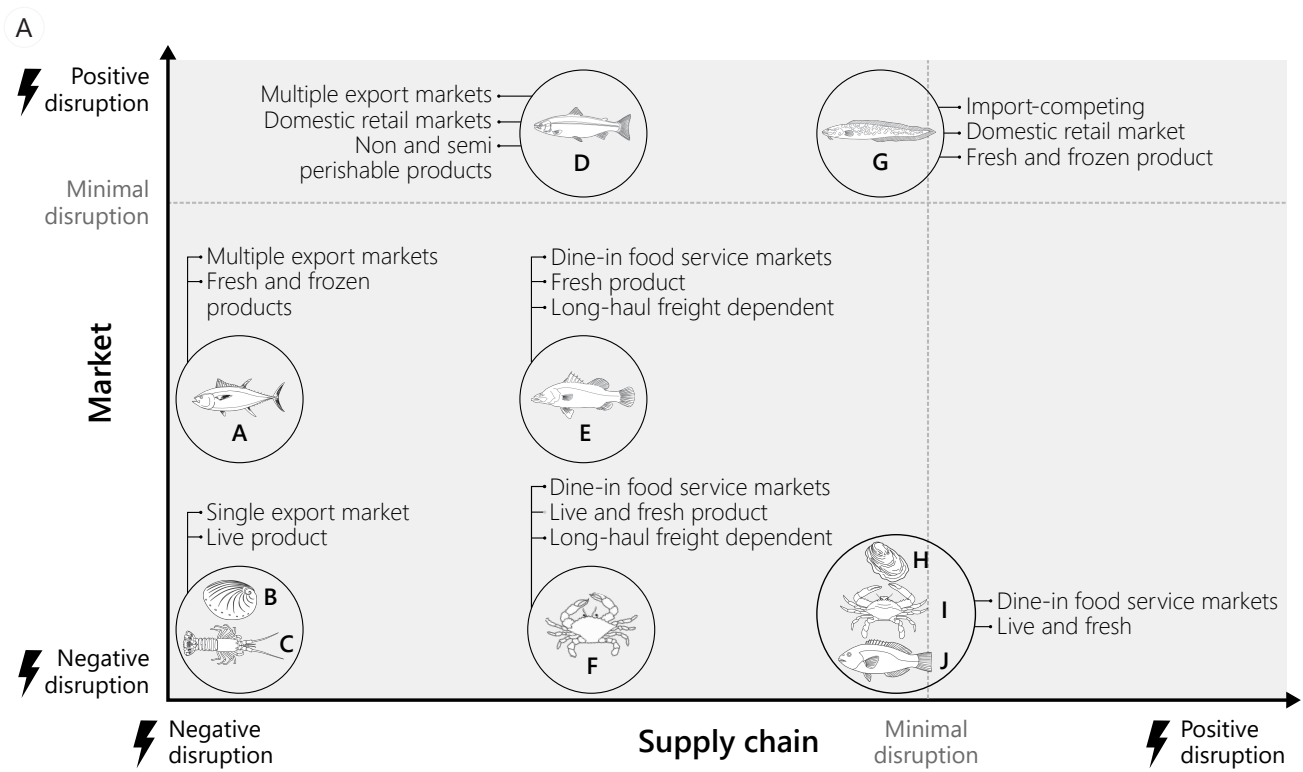 A
Positive
disruption
Minimal
disruption
Market
Negative
disruption
Multiple export markets
Domestic retail markets
Non and semi
perishable products
D
G
Import-competing
Domestic retail market
Fresh and frozen product
Multiple export markets
Fresh and frozen
products
A
Dine-in food service markets
Fresh product
Long-haul freight dependent
E
Single export market
Live product
B
C
Dine-in food service markets
Live and fresh product
Long-haul freight dependent
F
H
I
J
Dine-in food service markets
Live and fresh
Negative
disruption
Supply chain
Minimal
disruption
Positive
disruption